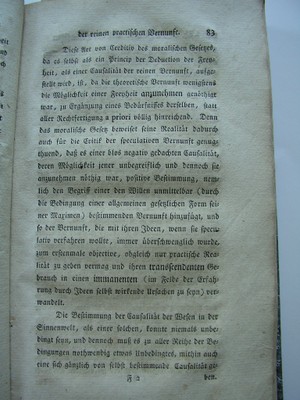 der reinen practischen Vernunft. 83
Diese Art von Creditiv des moralischen Gesetzes,
da es selbst als ein Princip der Deduction der Frey-
heit, als einer Causalität der reinen Vernunft, aufge-
stellt wird, ist, da die theoretische Vernunft wenigstens
die Möglichkeit einer Freyheit anzunehmen genöthigt
war, zu Ergänzung eines Bedürfnisses derselben, statt
aller Rechtfertigung a priori völlig hinreichend. Denn
das moralische Gesetz beweiset seine Realität dadurch
auch für die Critik der speculativen Vernunft genug-
thuend, daß es einer blos negativ gedachten Causalität,
deren Möglichkeit jener unbegreiflich und dennoch sie
anzunehmen nöthig war, positive Bestimmung, nem-
lich den Begriff einer den Willen unmittelbar (durch
die Bedingung einer allgemeinen gesetzlichen Form sei-
ner Maximen) bestimmenden Vernunft hinzufügt, und
so der Vernunft, die mit ihren Ideen, wenn sie specu-
lativ verfahren wollte, immer überschwenglich wurde,
zum erstenmale objective, obgleich nur practische Rea-
lität zu geben vermag und ihren transscendenten Ge-
brauch in einen immanenten (im Felde der Erfah-
rung durch Ideen selbst wirkende Ursachen zu seyn) ver-
wandelt.
Die Bestimmung der Causalität der Wesen in der
Sinnenwelt, als einer solchen, konnte niemals unbe-
dingt seyn, und dennoch muß es zu aller Reihe der Be-
dingungen nothwendig etwas Unbedingtes, mithin auch
eine sich gänzlich von selbst bestimmende Causalität ge-
F 2 ben.